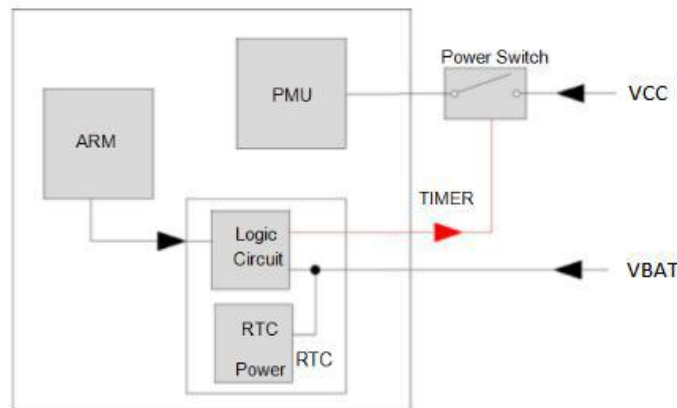 Power Switch
PMU
VCC
ARM
TIMER
Logic
Circuit
VBAT
RTC
Power
RTC